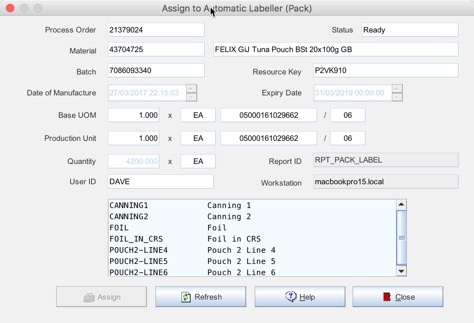 Assign to Automatic Labeller (Pack)
Process Order 21379024 Status Ready
Material 43704725 FELIX GiJ Tuna Pouch BSt 20x100g GB
Batch 7086093340 Resource Key P2VK910
Date of Manufacture 27/03/2017 22:15:03 Expiry Date 31/03/2019 00:00:00
Base UOM 1.000 x EA 05000161029662 / 06
Production Unit 1.000 x EA 05000161029662 / 06
Quantity 4200.000 x EA Report ID RPT_PACK_LABEL
User ID DAVE Workstation macbookpro15.local
CANNING1 Canning 1
CANNING2 Canning 2
FOIL Foil
FOIL_IN_CRS Foil in CRS
POUCH2-LINE4 Pouch 2 Line 4
POUCH2-LINE5 Pouch 2 Line 5
POUCH2-LINE6 Pouch 2 Line 6
Assign Refresh Help Close